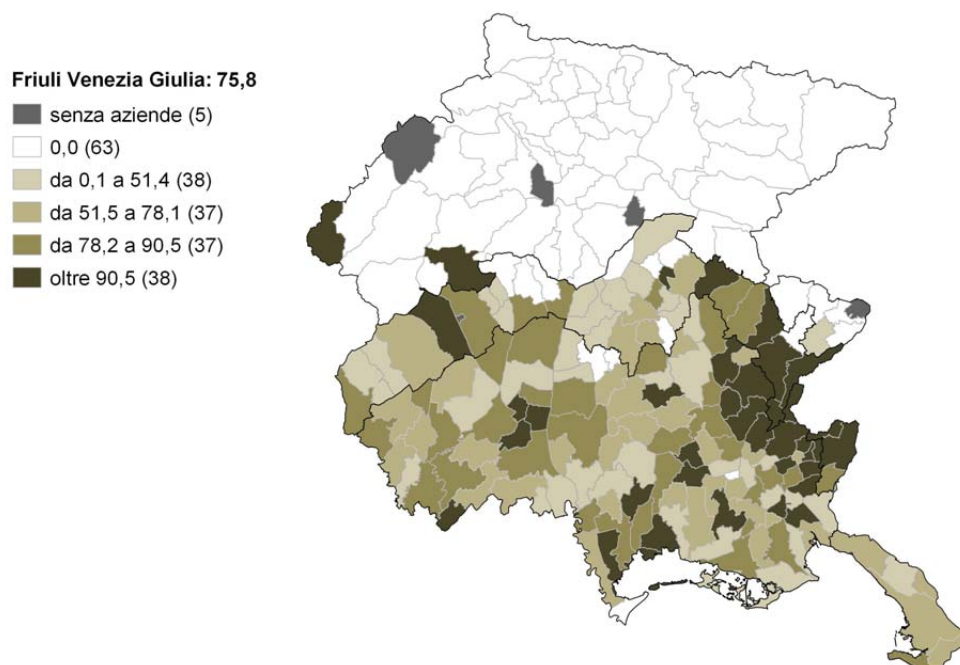 Friuli Venezia Giulia: 75,8
senza aziende (5)
0,0 (63)
da 0,1 a 51,4 (38)
da 51,5 a 78,1 (37)
da 78,2 a 90,5 (37)
oltre 90,5 (38)